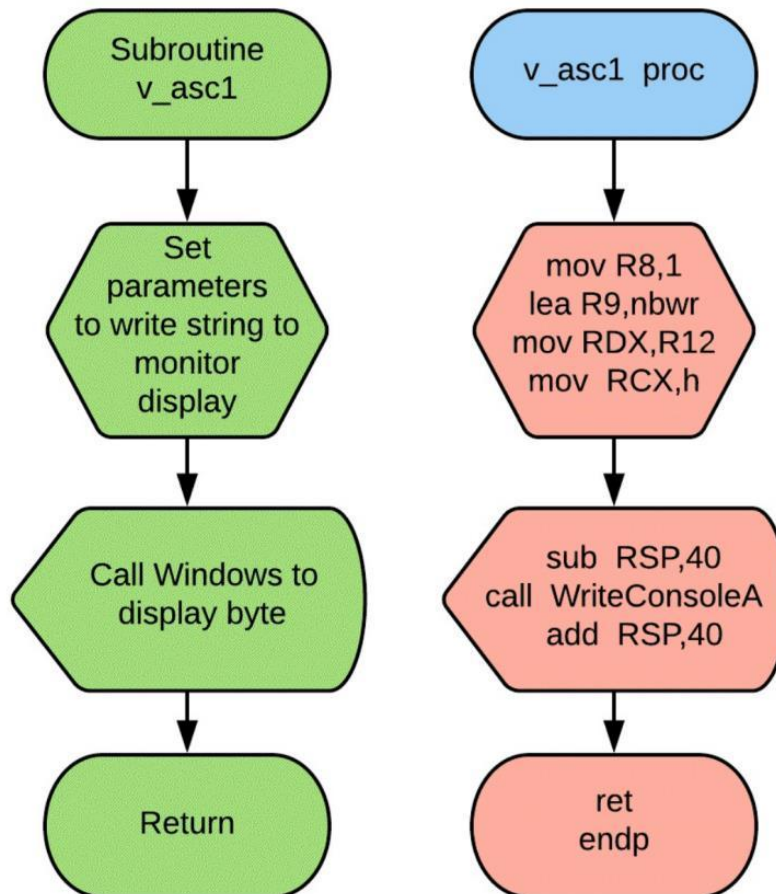 Subroutine
v_asc1
Set
parameters
to write string to
monitor
display
Call Windows to
display byte
Return
v_asc1 proc
mov R8,1
lea R9,nbwr
mov RDX,R12
mov RCX,h
sub RSP,40
call WriteConsoleA
add RSP,40
ret
endp